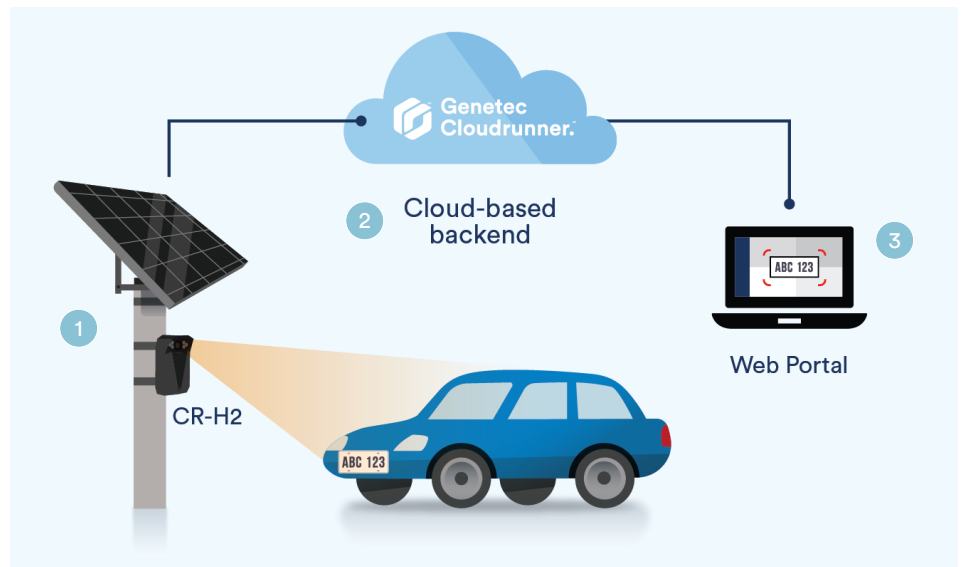 Genetec
Cloudrunner.
2
Cloud-based
backend
3
ABC 123
1
Web Portal
CR-H2
ABC 123